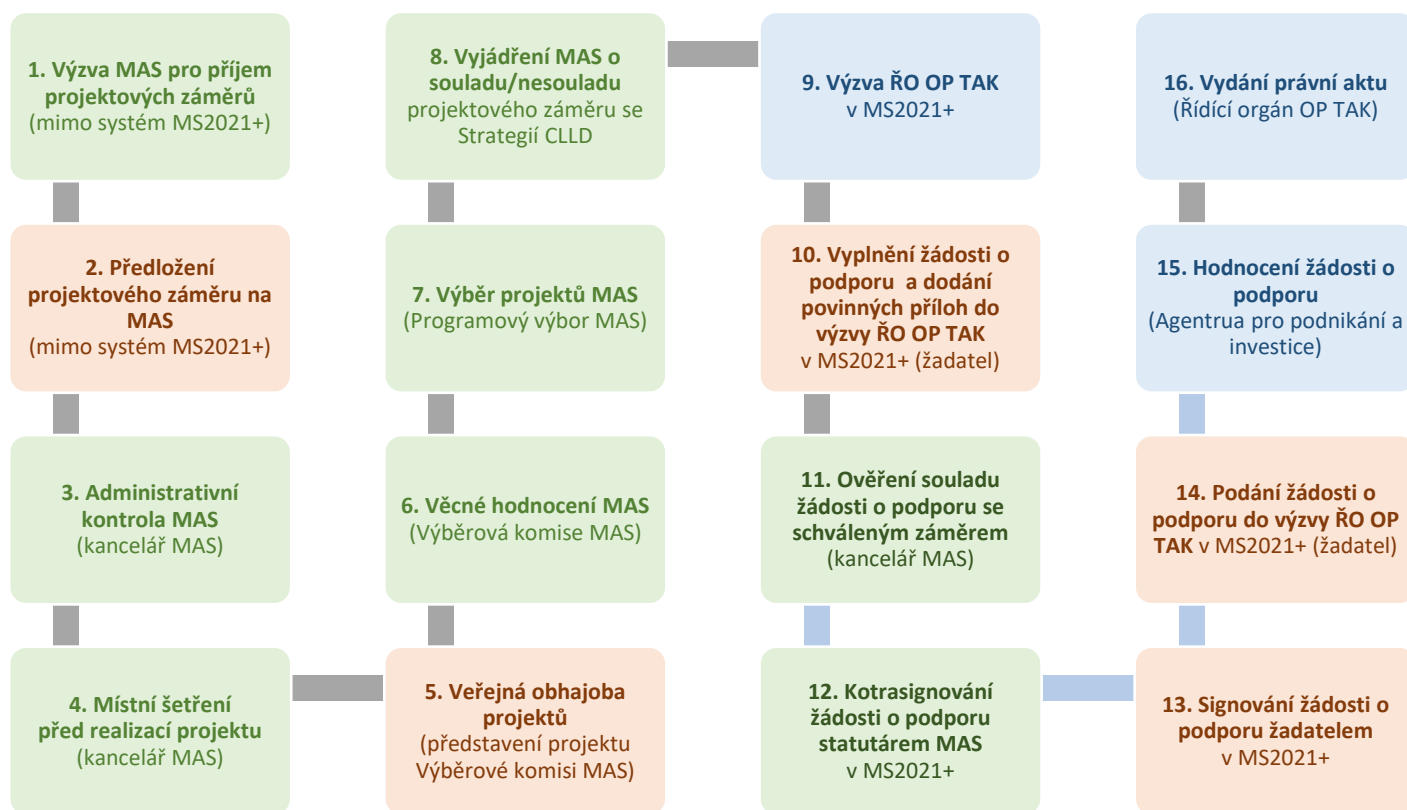 1. Výzva MAS pro příjem
projektových záměrů
(mimo systém MS2021+)
2. Předložení
projektového záměru na
MAS
(mimo systém MS2021+)
3. Administrativní
kontrola MAS
(kancelář MAS)
4. Místní šetření
před realizací projektu
(kancelář MAS)
5. Veřejná obhajoba
projektů
(představení projektu
Výběrové komisi MAS)
6. Věcné hodnocení MAS
(Výběrová komise MAS)
7. Výběr projektů MAS
(Programový výbor MAS)
8. Vyjádření MAS o
souladu/nesouladu
projektového záměru se
Strategií CLLD
9. Výzva ŘO OP TAK
v MS2021+
10. Vyplnění žádosti o
podporu a dodání
povinných příloh do
výzvy ŘO OP TAK
v MS2021+ (žadatel)
11. Ověření souladu
žádosti o podporu se
schváleným záměrem
(kancelář MAS)
12. Kotrasignování
žádosti o podporu
statutárem MAS
v MS2021+
13. Signování žádosti o
podporu žadatelem
v MS2021+
14. Podání žádosti o
podporu do výzvy ŘO OP
TAK v MS2021+ (žadatel)
15. Hodnocení žádosti o
podporu
(Agentrua pro podnikání a
investice)
16. Vydání právní aktu
(Řídící orgán OP TAK)